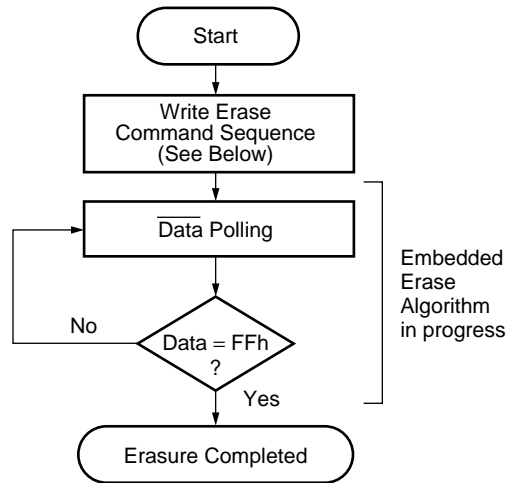 Start
Write Erase
Command Sequence
(See Below)
Data Polling
Embedded
Erase
Algorithm
in progress
No
Data = FFh
?
Yes
Erasure Completed